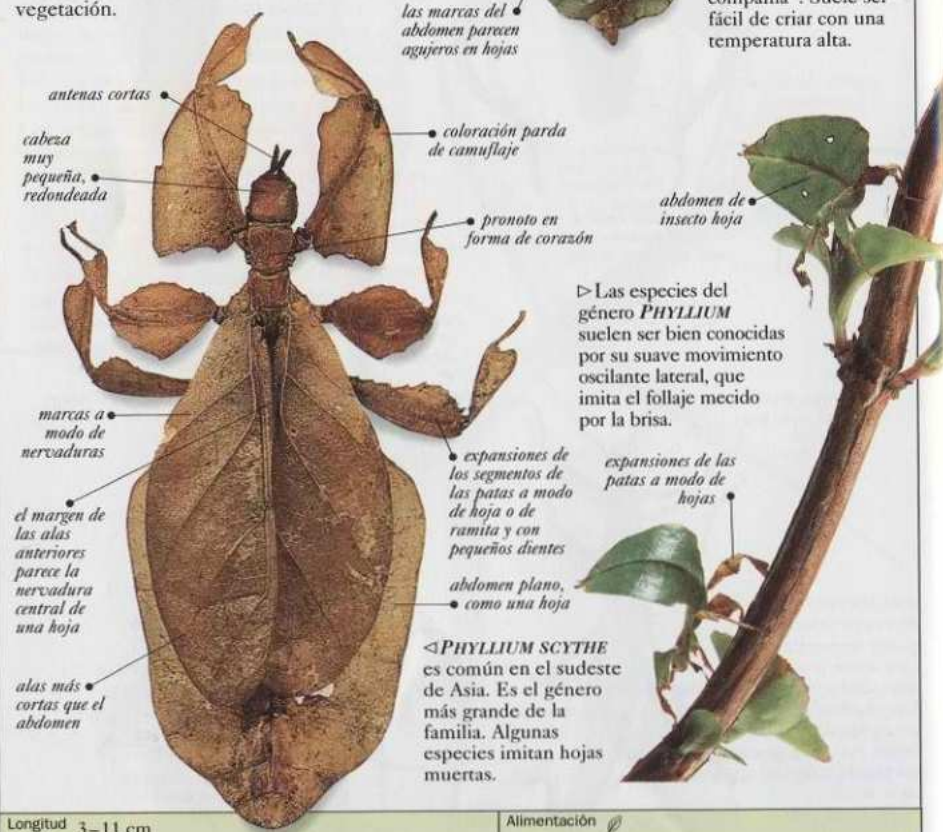 vegetación.
las marcas del
abdomen parecen
agujeros en hojas
fácil de criar con una
temperatura alta.
antenas cortas
cabeza
muy
pequeña,
redondeada
coloración parda
de camuflaje
pronoto en
forma de corazón
abdomen de
insecto hoja
▷ Las especies del
género PHYLLIUM
suelen ser bien conocidas
por su suave movimiento
oscilante lateral, que
imita el follaje mecido
por la brisa.
marcas a
modo de
nervaduras
expansiones de
los segmentos de
las patas a modo
de hoja o de
ramita y con
pequeños dientes
expansiones de las
patas a modo de
hojas
el margen de
las alas
anteriores
parece la
nervadura
central de
una hoja
abdomen plano,
como una hoja
◁ PHYLLIUM SCYTHE
es común en el sudeste
de Asia. Es el género
más grande de la
familia. Algunas
especies imitan hojas
muertas.
alas más
cortas que el
abdomen
Longitud 3–11 cm
Alimentación